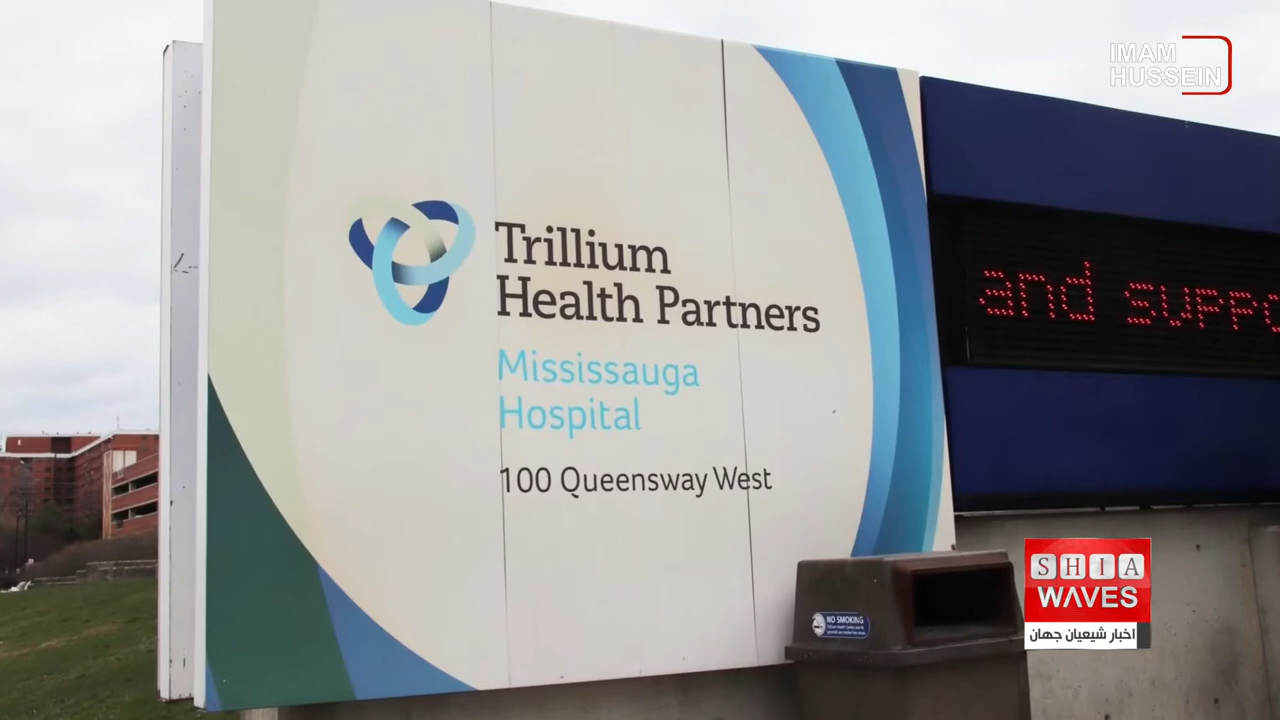 IMAM
HUSSEIN
Trillium
Health Partners
Mississauga
Hospital
100 Queensway West
and suppo
NO SMOKING
SHIA
WAVES
اخبار شیعیان جهان